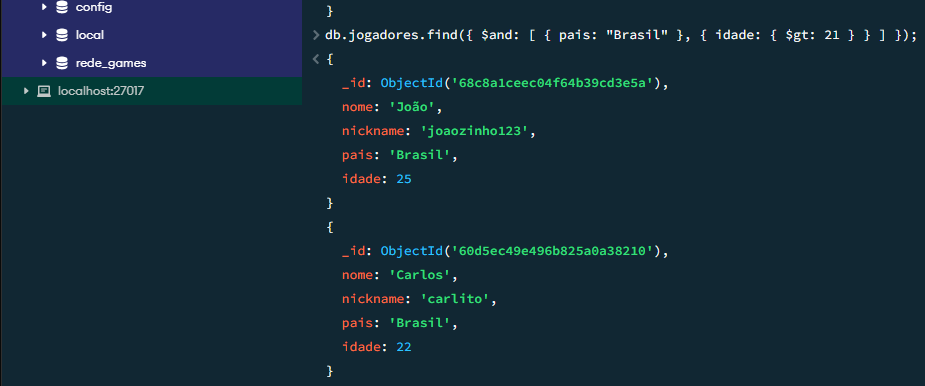 config
local
rede_games
localhost:27017
}
db.jogadores.find({ $and: [ { pais: "Brasil" }, { idade: { $gt: 21 } } ] });
{
_id: ObjectId('68c8a1ceec04f64b39cd3e5a'),
nome: 'João',
nickname: 'joaozinho123',
pais: 'Brasil',
idade: 25
}
{
_id: ObjectId('60d5ec49e496b825a0a38210'),
nome: 'Carlos',
nickname: 'carlito',
pais: 'Brasil',
idade: 22
}